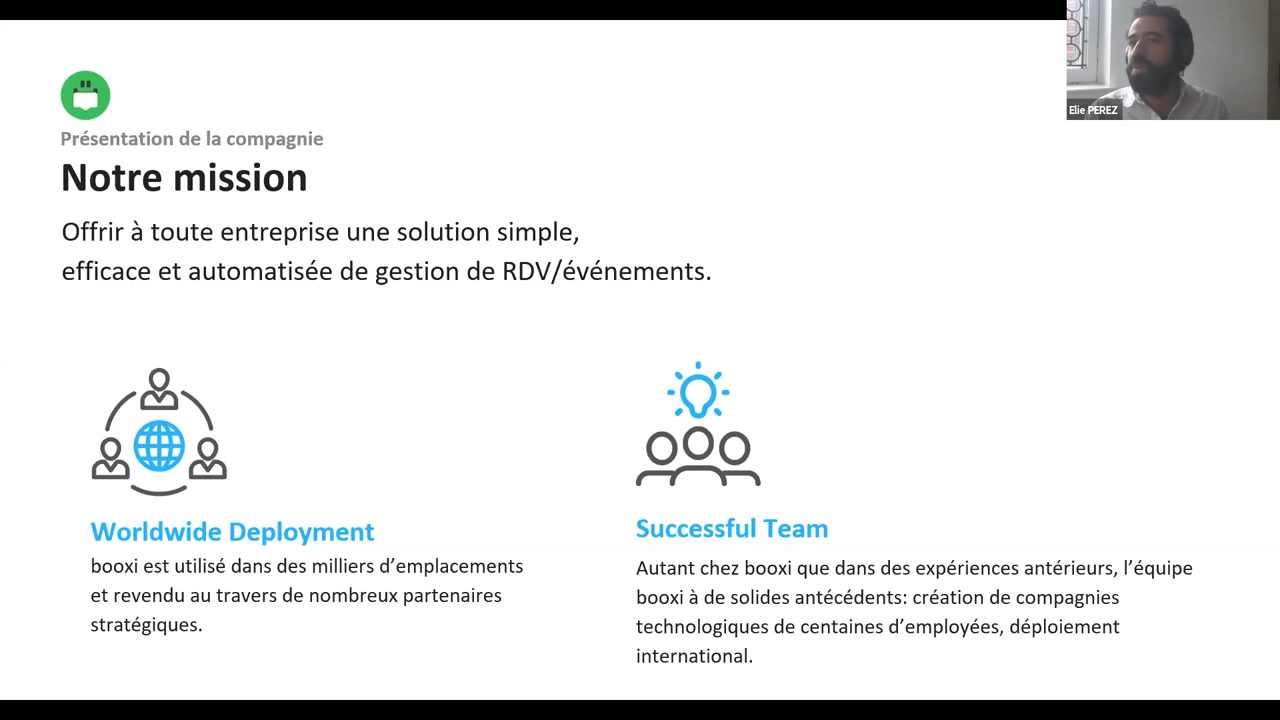 Elie PEREZ
Présentation de la compagnie
Notre mission
Offrir à toute entreprise une solution simple,
efficace et automatisée de gestion de RDV/événements.
Worldwide Deployment
booxi est utilisé dans des milliers d’emplacements
et revendu au travers de nombreux partenaires
stratégiques.
Successful Team
Autant chez booxi que dans des expériences antérieurs, l’équipe
booxi à de solides antécédents: création de compagnies
technologiques de centaines d’employées, déploiement
international.